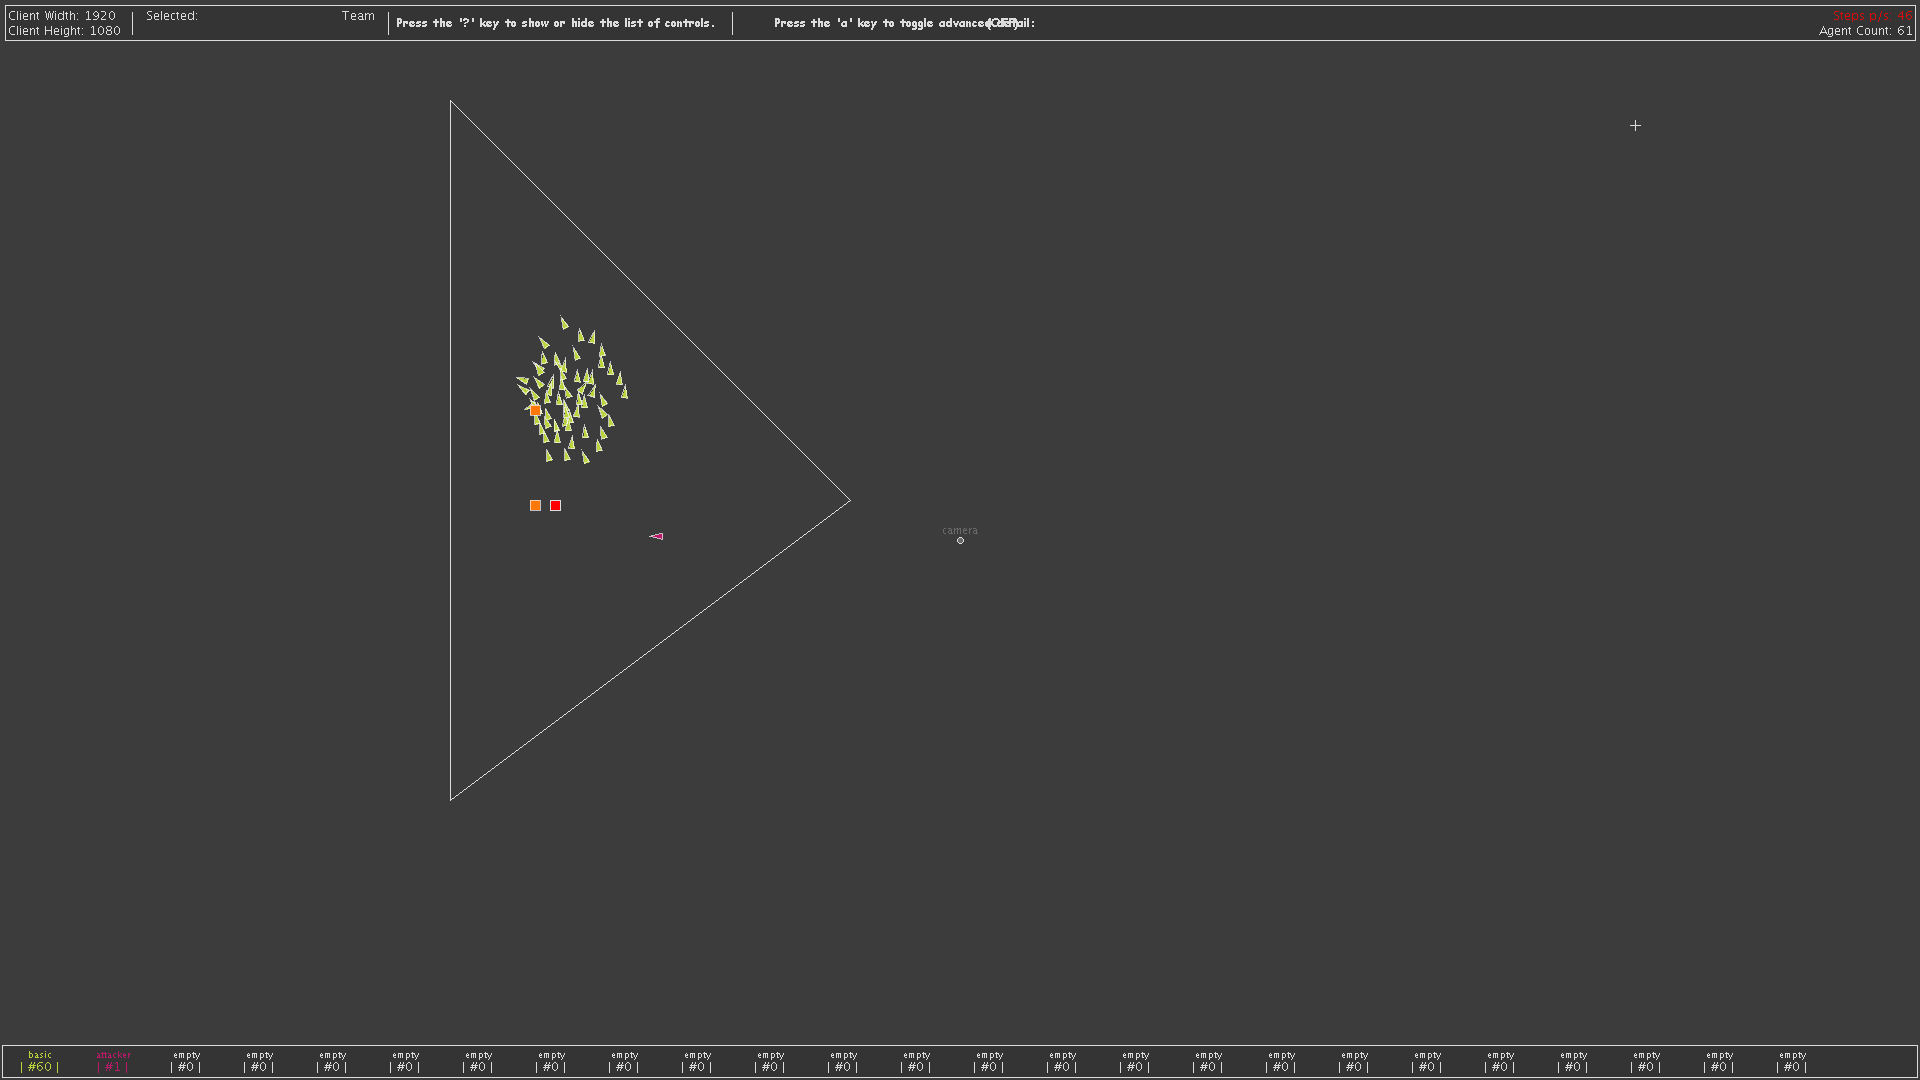 Client Width: 1920
Client Height: 1080
Selected:
Team
Press the '?' key to show or hide the list of controls.
Press the 'a' key to toggle advanced detail:
(OFF)
Steps p/s: 46
Agent Count: 61
camera
basic attacker empty empty empty empty empty empty empty empty empty empty empty empty empty empty empty empty empty empty empty empty empty empty empty
| #60 | | #1 | | #0 | | #0 | | #0 | | #0 | | #0 | | #0 | | #0 | | #0 | | #0 | | #0 | | #0 | | #0 | | #0 | | #0 | | #0 | | #0 | | #0 | | #0 | | #0 | | #0 | | #0 | | #0 | | #0 |